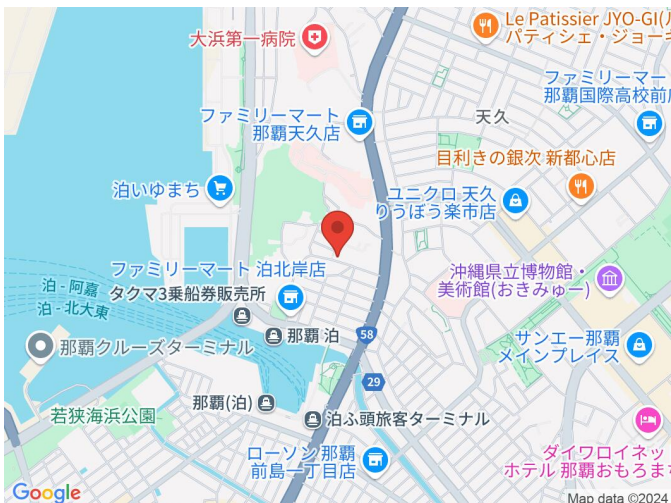 Le Patissier JYO-GI(
パティシェ・ジョーキ
大浜第一病院
ファミリーマー
那覇国際高校前
ファミリーマート
那覇天久店
天久
目利きの銀次 新都心店
泊いゆまち
ユニクロ 天久
りうぼう楽市店
ファミリーマート 泊北岸店
沖縄県立博物館・
美術館(おきみゅー)
泊 - 阿嘉
泊 - 北大東
タクマ3乗船券販売所
那覇 泊
58
サンエー那覇
メインプレイス
那覇クルーズターミナル
29
那覇(泊)
若狭海浜公園
泊ふ頭旅客ターミナル
ローソン 那覇
前島一丁目店
ダイワロイネッ
ホテル 那覇おもろま
Google
Map data ©2024